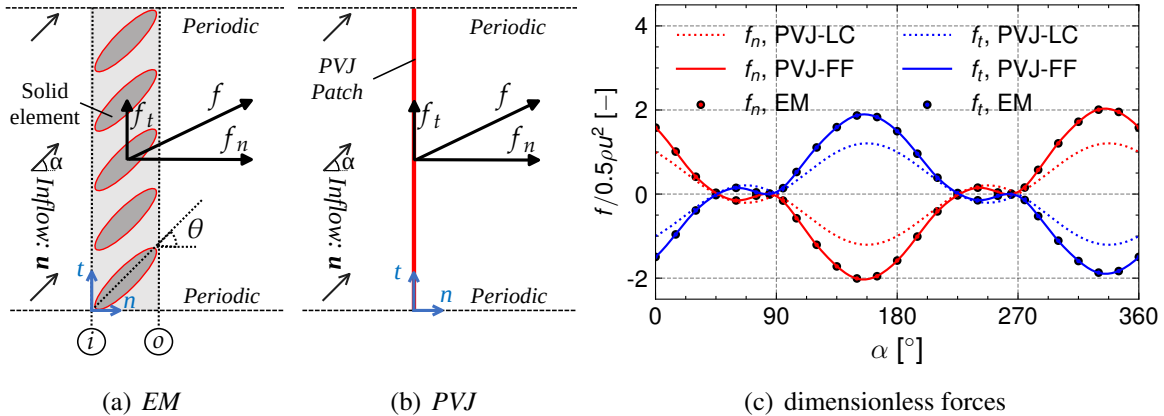 Periodic
Solid
element
f
f_t
f_n
α
Inflow: u
θ
t
n
Periodic
i
o
(a) EM
Periodic
PVJ
Patch
f
f_t
f_n
α
Inflow: u
t
n
Periodic
(b) PVJ
f_n, PVJ-LC
f_n, PVJ-FF
f_n, EM
f_t, PVJ-LC
f_t, PVJ-FF
f_t, EM
f/0.5ρu² [−]
4
2
0
-2
0
90
180
270
360
α [°]
(c) dimensionless forces